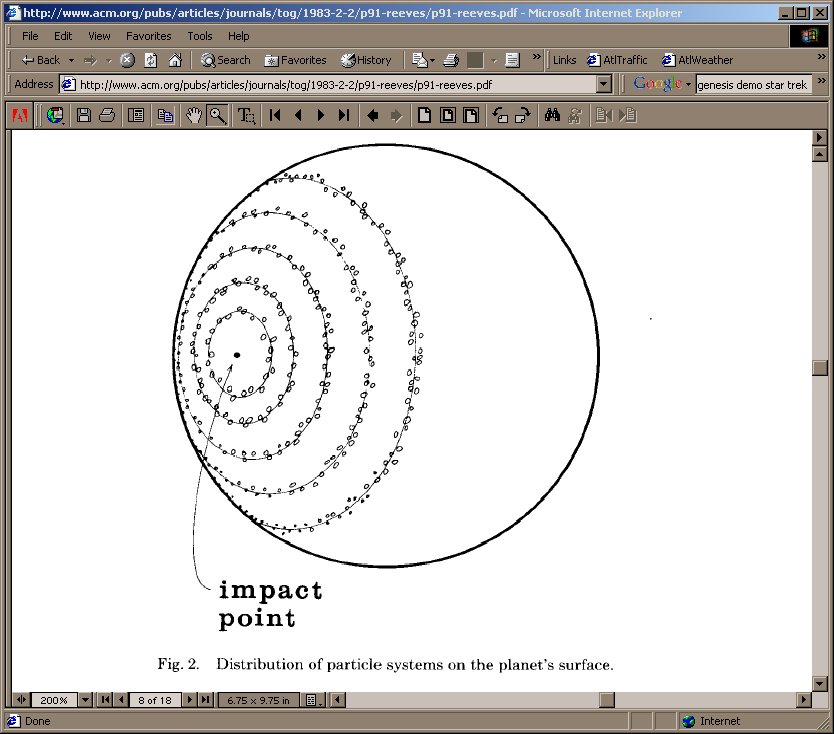 http://www.acm.org/pubs/articles/journals/tog/1983-2-2/p91-reeves/p91-reeves.pdf - Microsoft Internet Explorer
File Edit View Favorites Tools Help
Back Search Favorites History Links AtlTraffic AtlWeather
Address http://www.acm.org/pubs/articles/journals/tog/1983-2-2/p91-reeves/p91-reeves.pdf Google genesis demo star trek
impact
point
Fig. 2. Distribution of particle systems on the planet's surface.
200% 8 of 18 6.75 x 9.75 in
Done Internet